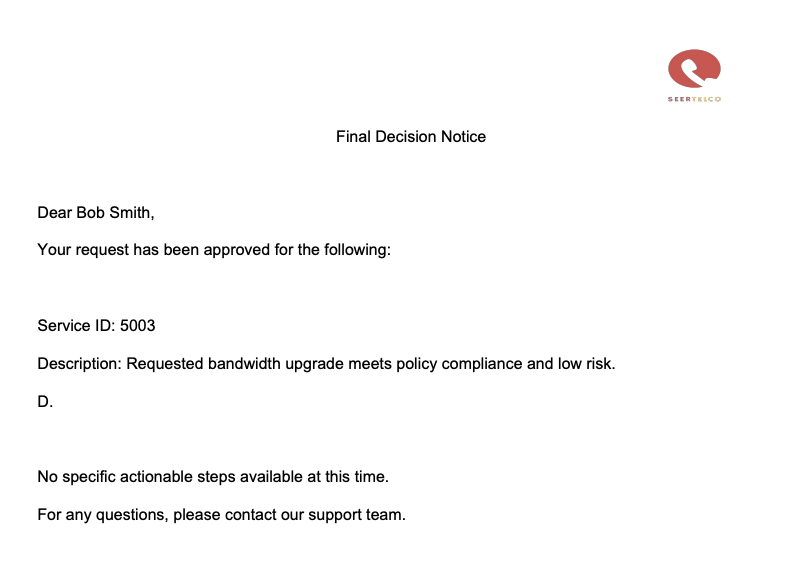 SEERTELCO
Final Decision Notice
Dear Bob Smith,
Your request has been approved for the following:
Service ID: 5003
Description: Requested bandwidth upgrade meets policy compliance and low risk.
D.
No specific actionable steps available at this time.
For any questions, please contact our support team.